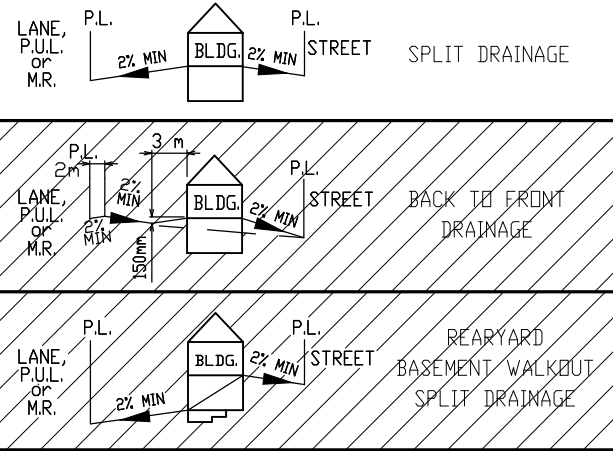 P.L.
P.L.
LANE,
P.U.L.
or
M.R.
2% MIN
BLDG.
2% MIN
STREET
SPLIT DRAINAGE
3 m
P.L.
2m
P.L.
LANE,
P.U.L.
or
M.R.
2%
MIN
2%
MIN
150mm
BLDG.
2% MIN
STREET
BACK TO FRONT
DRAINAGE
P.L.
P.L.
LANE,
P.U.L.
or
M.R.
2% MIN
BLDG.
2% MIN
STREET
REARYARD
BASEMENT WALKOUT
SPLIT DRAINAGE